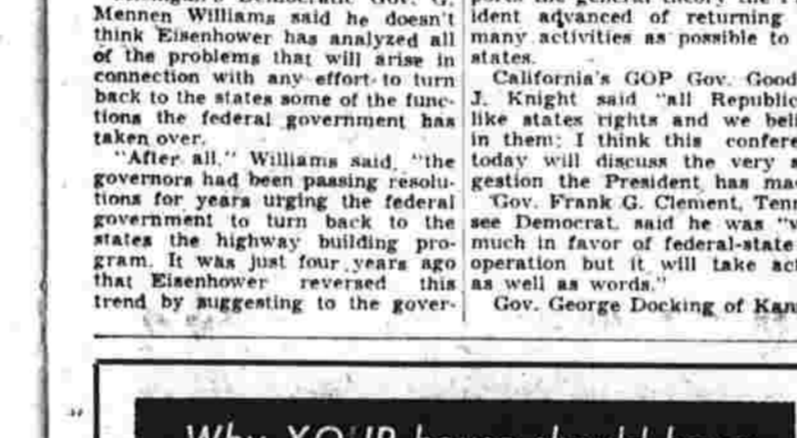 Mennen Williams said he doesn't
think Eisenhower has analyzed all
of the problems that will arise in
connection with any effort to turn
back to the states some of the func-
tions the federal government has
taken over.
"After all," Williams said, "the
governors had been passing resolu-
tions for years urging the federal
government to turn back to the
states the highway building pro-
gram. It was just four years ago
that Eisenhower reversed this
trend by suggesting to the gover-
ident advanced of returning
many activities as possible to
states.
California's GOP Gov. Good
J. Knight said "all Republic
like states rights and we beli
in them; I think this confere
today will discuss the very s
gestion the President has ma
Gov. Frank G. Clement, Tenn
see Democrat, said he was "v
much in favor of federal-state
operation but it will take act
as well as words."
Gov. George Docking of Kan
Why YOUR